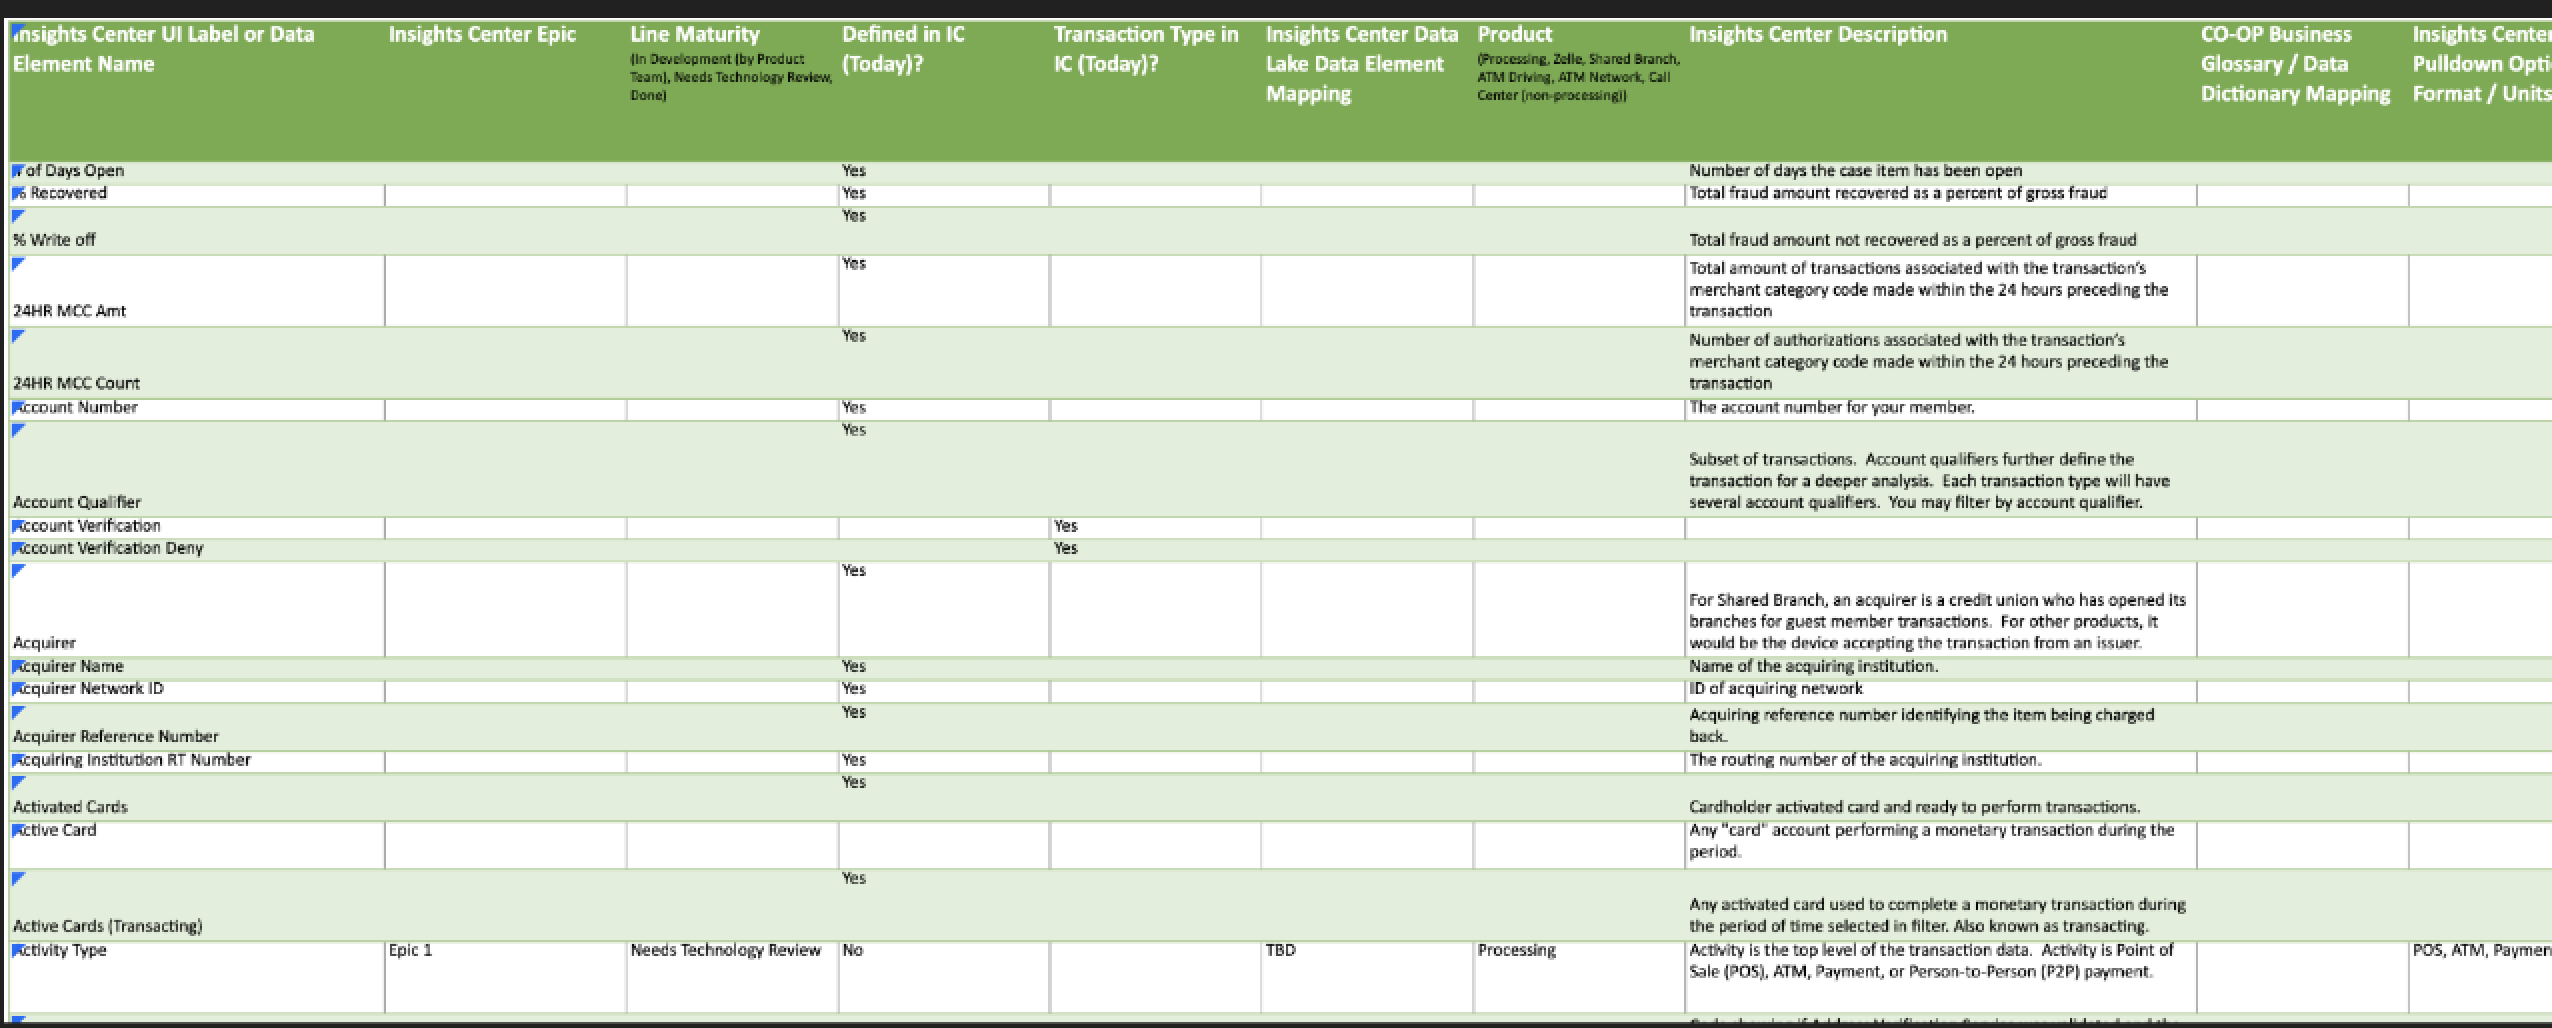 Insights Center UI Label or Data Element Name | Insights Center Epic | Line Maturity (In Development (by Product Team), Needs Technology Review, Done) | Defined in IC (Today)? | Transaction Type in IC (Today)? | Insights Center Data Lake Data Element Mapping | Product (Processing, Zelle, Shared Branch, ATM Driving, ATM Network, Call Center (non-processing)) | Insights Center Description | CO-OP Business Glossary / Data Dictionary Mapping | Insights Center Pulldown Format / Units
of Days Open | Yes | Number of days the case item has been open
% Recovered | Yes | Total fraud amount recovered as a percent of gross fraud
% Write off | Yes | Total fraud amount not recovered as a percent of gross fraud
24HR MCC Amt | Yes | Total amount of transactions associated with the transaction's merchant category code made within the 24 hours preceding the transaction
24HR MCC Count | Yes | Number of authorizations associated with the transaction's merchant category code made within the 24 hours preceding the transaction
Account Number | Yes | The account number for your member.
Account Qualifier | Yes | Subset of transactions. Account qualifiers further define the transaction for a deeper analysis. Each transaction type will have several account qualifiers. You may filter by account qualifier.
Account Verification | Yes
Account Verification Deny | Yes
Acquirer | Yes | For Shared Branch, an acquirer is a credit union who has opened its branches for guest member transactions. For other products, it would be the device accepting the transaction from an issuer.
Acquirer Name | Yes | Name of the acquiring institution.
Acquirer Network ID | Yes | ID of acquiring network
Acquirer Reference Number | Yes | Acquiring reference number identifying the item being charged back.
Acquiring Institution RT Number | Yes | The routing number of the acquiring institution.
Activated Cards | Yes | Cardholder activated card and ready to perform transactions.
Active Card | Any "card" account performing a monetary transaction during the period.
Active Cards (Transacting) | Yes | Any activated card used to complete a monetary transaction during the period of time selected in filter. Also known as transacting.
Activity Type | Epic 1 | Needs Technology Review | No | TBD | Processing | Activity is the top level of the transaction data. Activity is Point of Sale (POS), ATM, Payment, or Person-to-Person (P2P) payment. | POS, ATM,